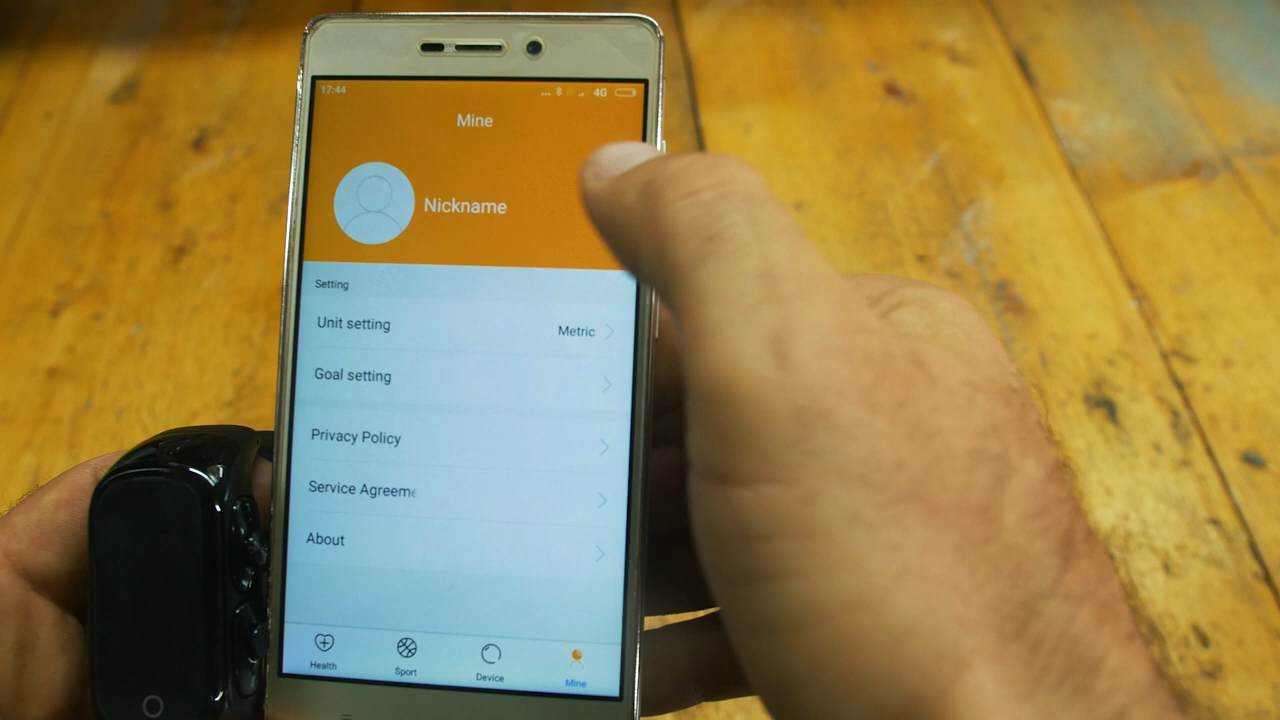 17:44
4G
Mine
Nickname
Setting
Unit setting
Metric
Goal setting
Privacy Policy
Service Agreeme
About
Health
Sport
Device
Mine